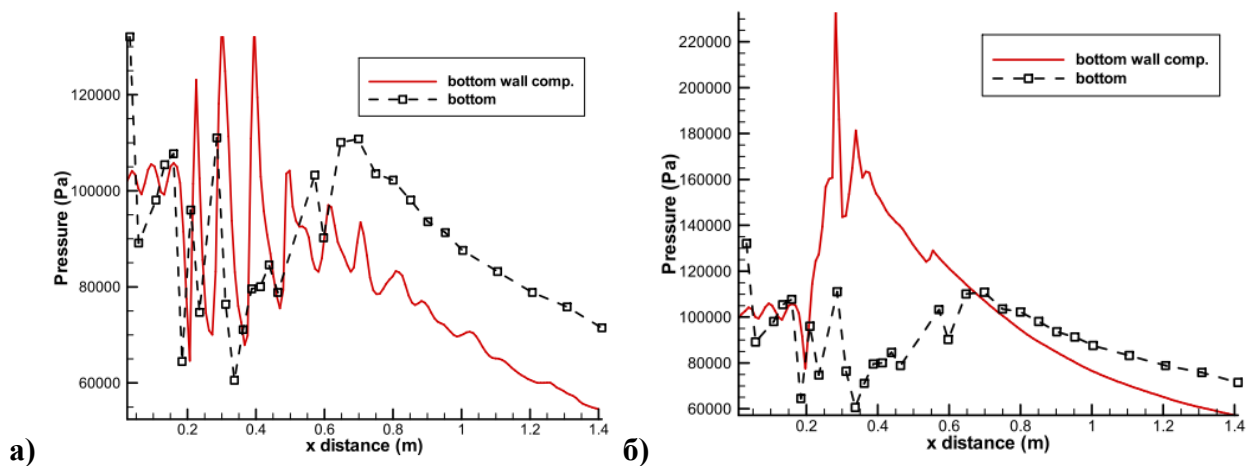 120000
100000
80000
60000
Pressure (Pa)
bottom wall comp.
bottom
0.2 0.4 0.6 0.8 1 1.2 1.4
x distance (m)
а)
220000
200000
180000
160000
140000
120000
100000
80000
60000
Pressure (Pa)
bottom wall comp.
bottom
0.2 0.4 0.6 0.8 1 1.2 1.4
x distance (m)
б)